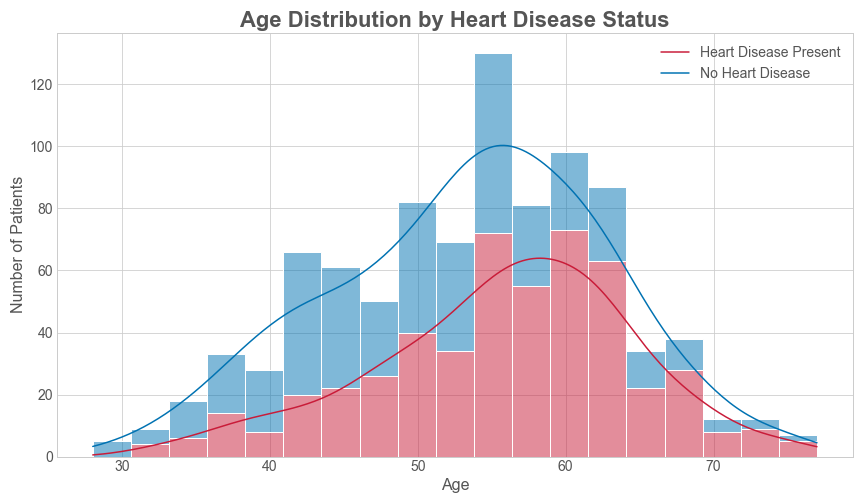 Age Distribution by Heart Disease Status
Heart Disease Present
No Heart Disease
Number of Patients
120
100
80
60
40
20
0
30
40
50
60
70
Age